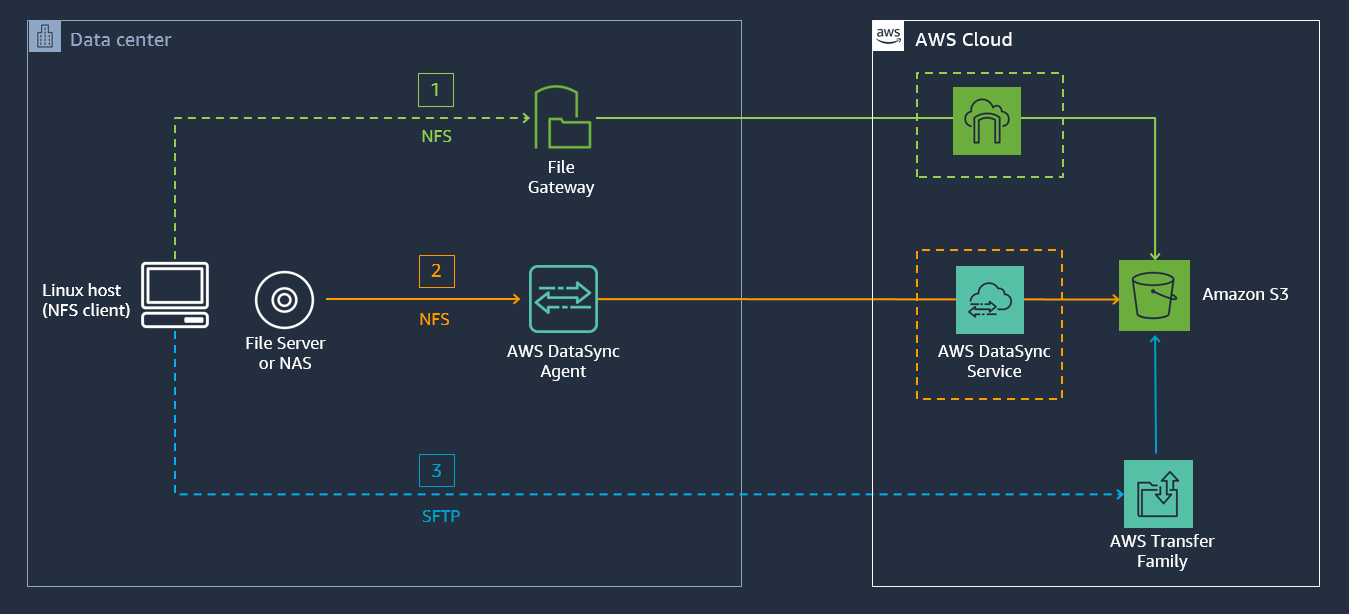 Data center
aws
AWS Cloud
1
NFS
File
Gateway
Linux host
(NFS client)
2
NFS
File Server
or NAS
AWS DataSync
Agent
AWS DataSync
Service
Amazon S3
3
SFTP
AWS Transfer
Family